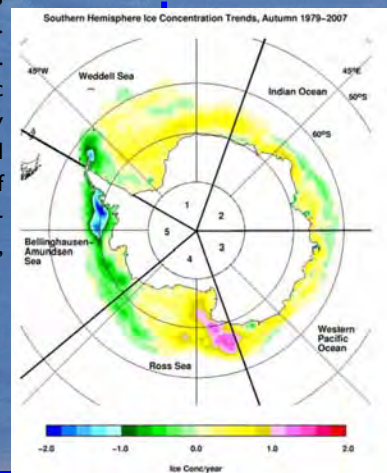 Southern Hemisphere Ice Concentration Trends, Autumn 1979-2007
45°W
Weddell Sea
45°E
50°S
Indian Ocean
60°S
1
2
5
3
4
Bellinghausen-
Amundsen
Sea
Western
Pacific
Ocean
Ross Sea
-2.0
-1.0
0.0
1.0
2.0
Ice Conc/year